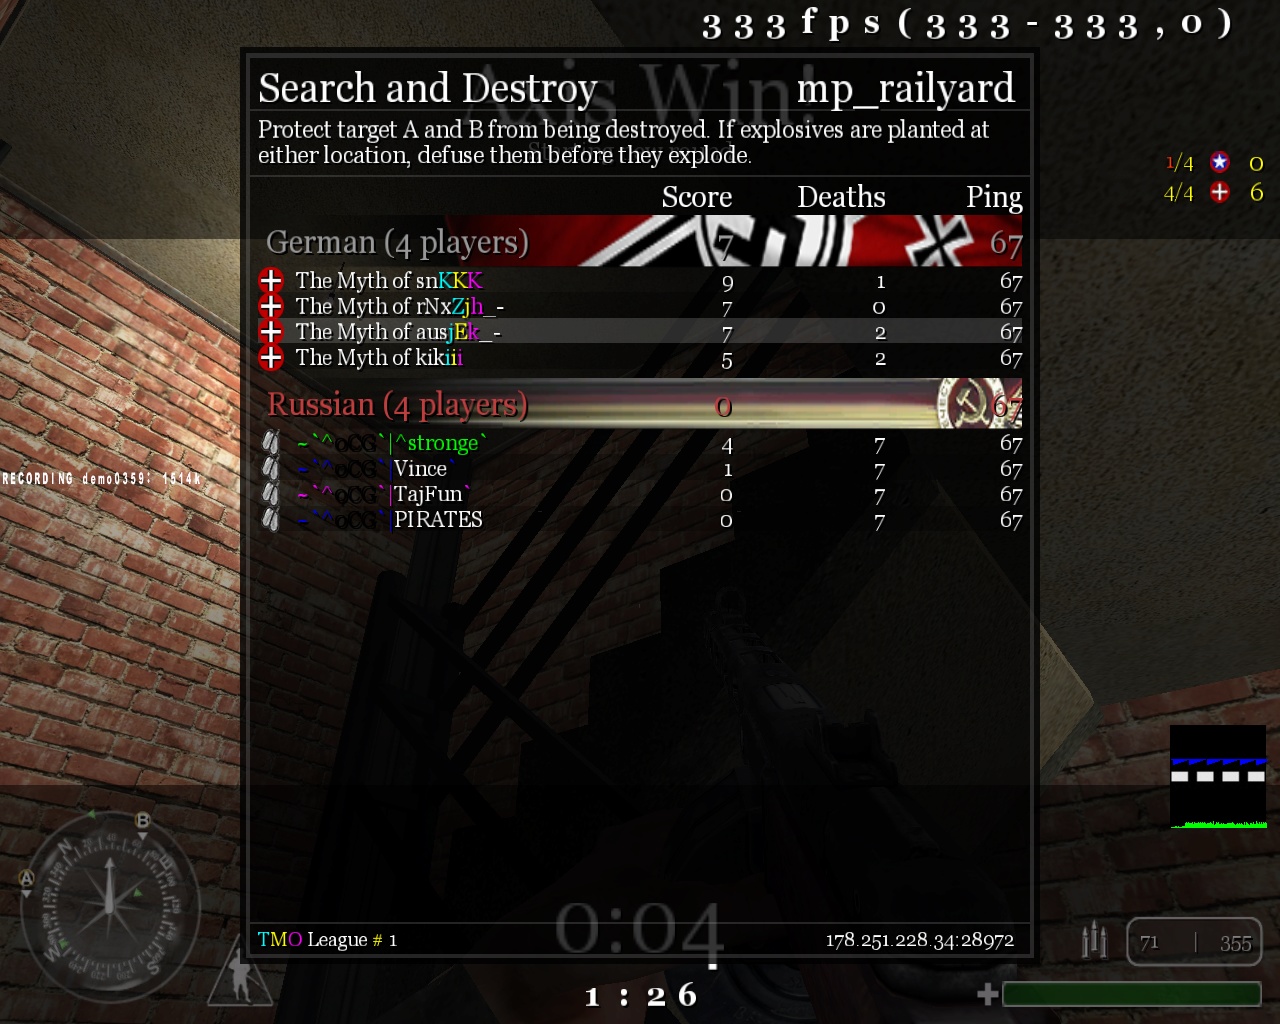 333fps(333-333,0)
Axis Win!
Search and Destroy mp_railyard
Protect target A and B from being destroyed. If explosives are planted at
either location, defuse them before they explode.
1/4 0
4/4 6
Score Deaths Ping
German (4 players) 7 67
The Myth of snKKK 9 1 67
The Myth of rNxZjh_- 7 0 67
The Myth of ausjEk_- 7 2 67
The Myth of kikiii 5 2 67
Russian (4 players) 0 67
~`^oCG`|^stronge` 4 7 67
~`^oCG`|Vince` 1 7 67
~`^oCG`|TajFun` 0 7 67
~`^oCG`|PIRATES 0 7 67
RECORDING demo0359: 1514k
B
A
N
W
S
0:04
TMO League # 1 178.251.228.34:28972
71 | 355
1:26